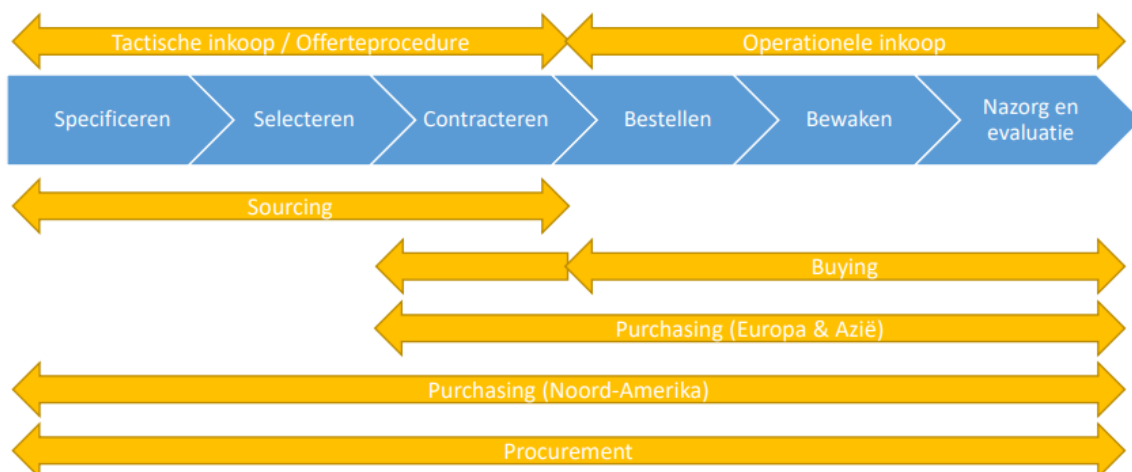 Tactische inkoop / Offerteprocedure
Operationele inkoop
Specificeren
Selecteren
Contracteren
Bestellen
Bewaken
Nazorg en
evaluatie
Sourcing
Buying
Purchasing (Europa & Azië)
Purchasing (Noord-Amerika)
Procurement